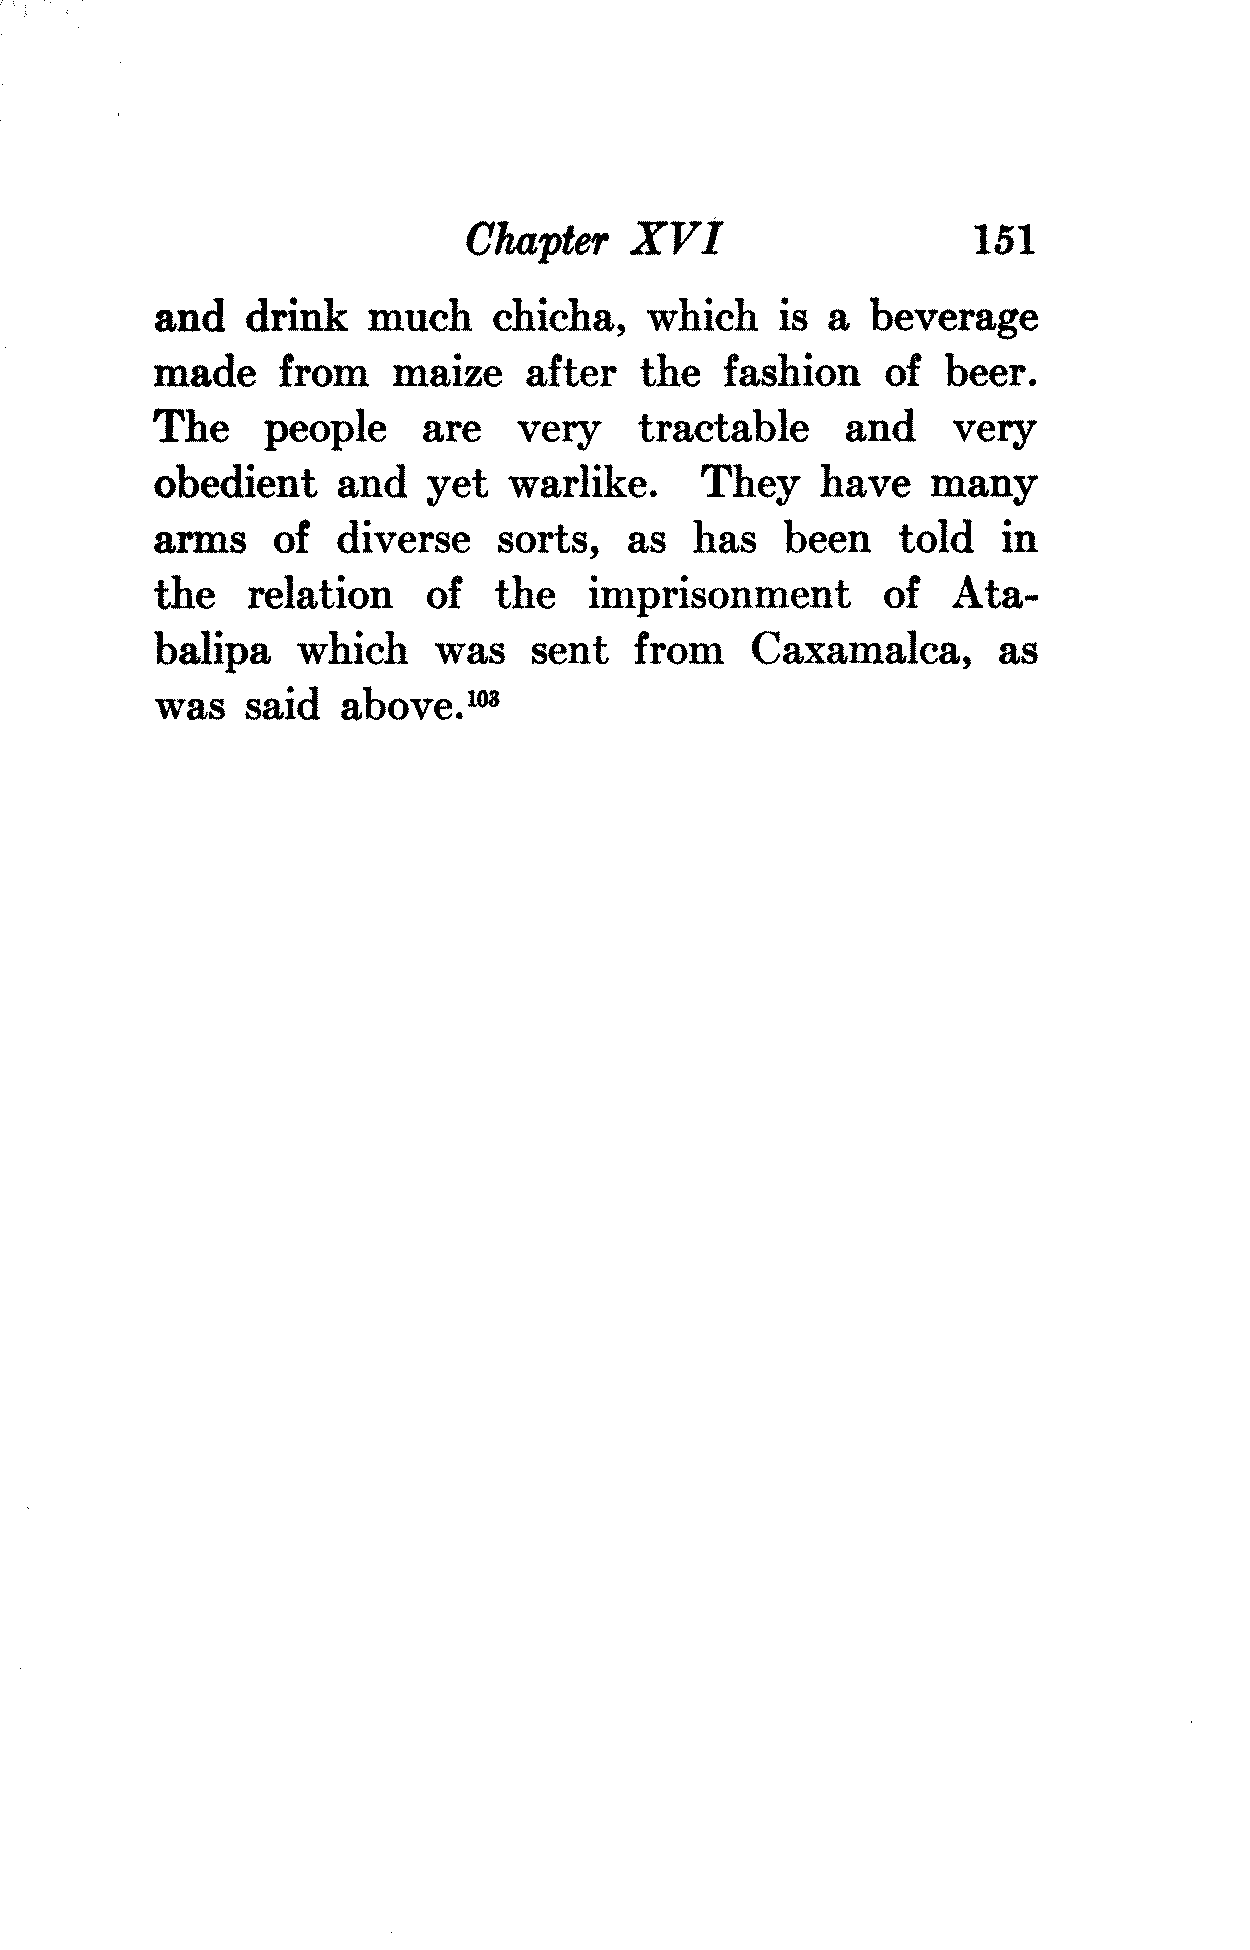 Chapter XVI 151
and drink much chicha, which is a beverage
made from maize after the fashion of beer.
The people are very tractable and very
obedient and yet warlike. They have many
arms of diverse sorts, as has been told in
the relation of the imprisonment of Ata-
balipa which was sent from Caxamalca, as
was said above.¹⁰³